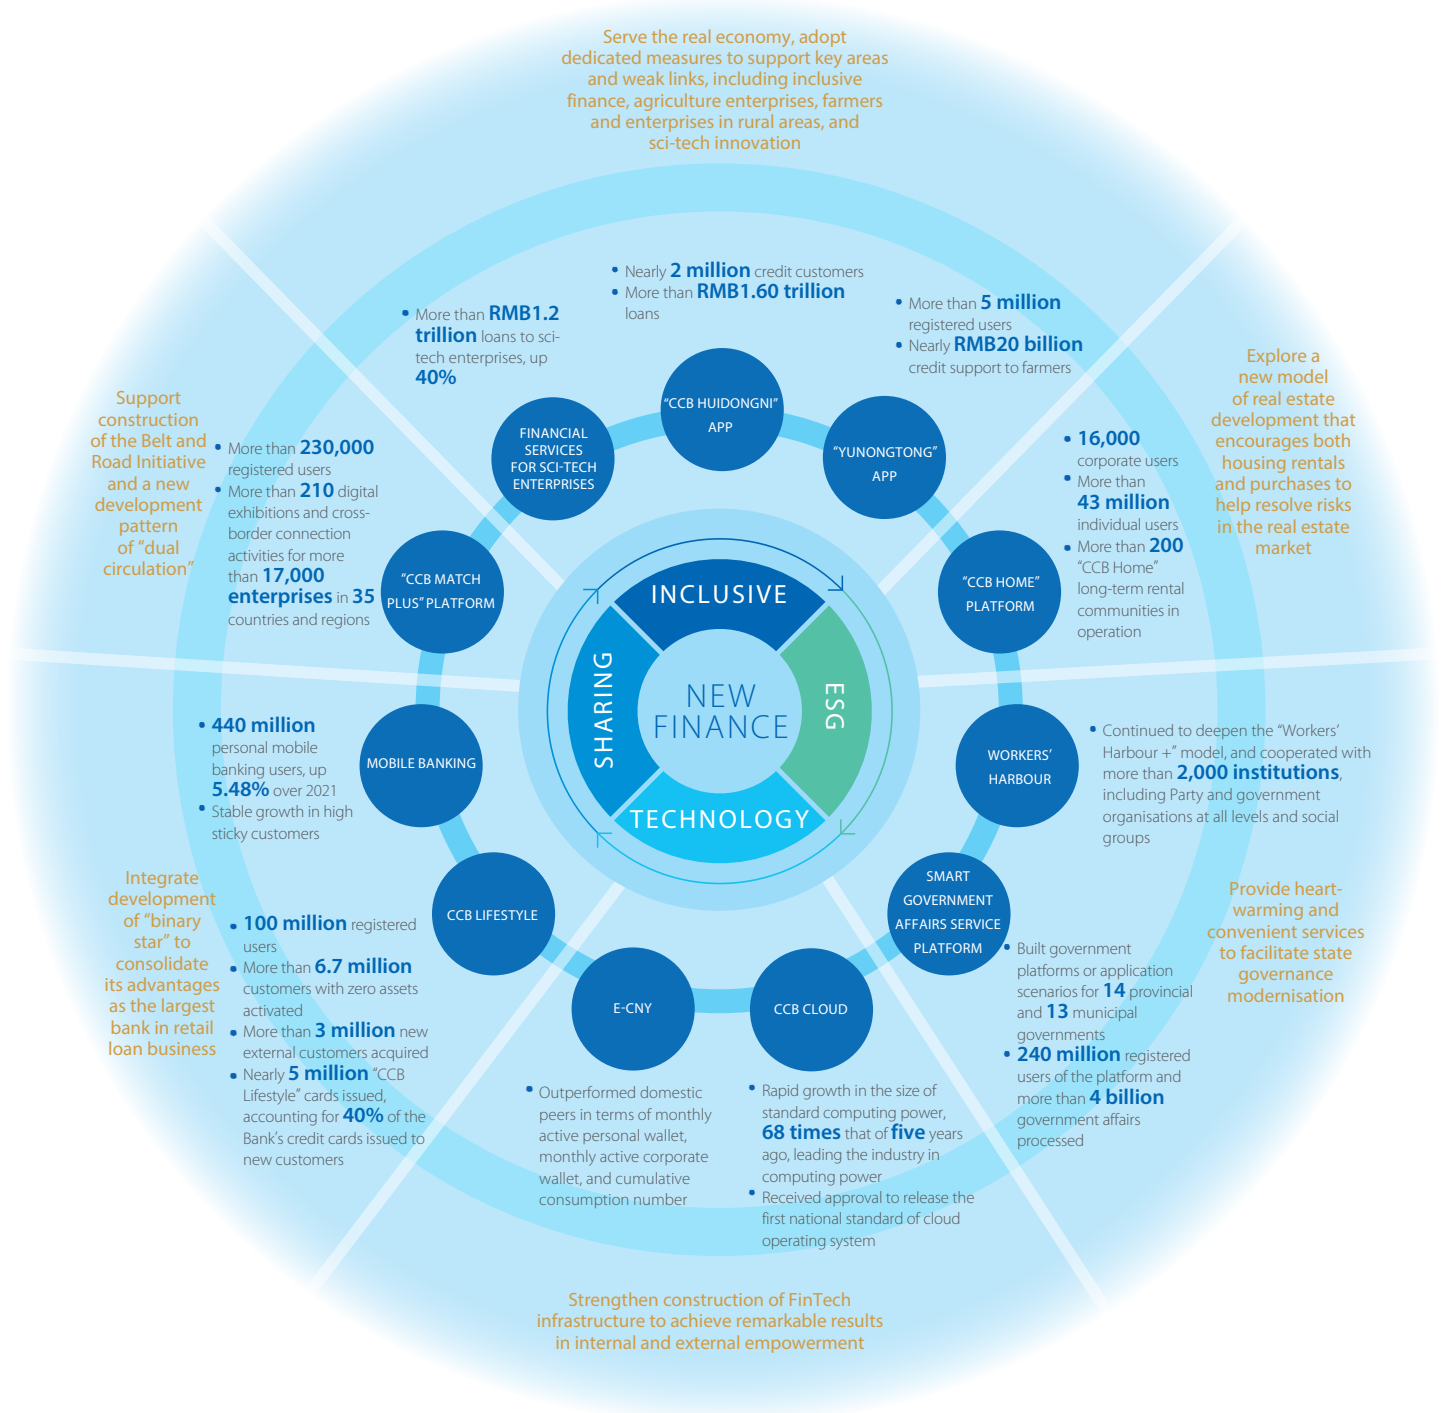 Serve the real economy, adopt
dedicated measures to support key areas
and weak links, including inclusive
finance, agriculture enterprises, farmers
and enterprises in rural areas, and
sci-tech innovation
• Nearly 2 million credit customers
• More than RMB1.60 trillion
loans
• More than RMB1.2
trillion loans to sci-
tech enterprises, up
40%
• More than 5 million
registered users
• Nearly RMB20 billion
credit support to farmers
Explore a
new model
of real estate
development that
encourages both
housing rentals
and purchases to
help resolve risks
in the real estate
market
Support
construction
of the Belt and
Road Initiative
and a new
development
pattern
of “dual
circulation”
• More than 230,000
registered users
• More than 210 digital
exhibitions and cross-
border connection
activities for more
than 17,000
enterprises in 35
countries and regions
FINANCIAL
SERVICES
FOR SCI-TECH
ENTERPRISES
“CCB HUIDONGNI”
APP
“YUNONGTONG”
APP
• 16,000
corporate users
• More than
43 million
individual users
• More than 200
“CCB Home”
long-term rental
communities in
operation
“CCB MATCH
PLUS” PLATFORM
“CCB HOME”
PLATFORM
INCLUSIVE
SHARING
NEW
FINANCE
ESG
TECHNOLOGY
• 440 million
personal mobile
banking users, up
5.48% over 2021
• Stable growth in high
sticky customers
MOBILE BANKING
WORKERS’
HARBOUR
• Continued to deepen the “Workers’
Harbour +” model, and cooperated with
more than 2,000 institutions,
including Party and government
organisations at all levels and social
groups
Integrate
development
of “binary
star” to
consolidate
its advantages
as the largest
bank in retail
loan business
• 100 million registered
users
• More than 6.7 million
customers with zero assets
activated
• More than 3 million new
external customers acquired
• Nearly 5 million “CCB
Lifestyle” cards issued,
accounting for 40% of the
Bank’s credit cards issued to
new customers
CCB LIFESTYLE
SMART
GOVERNMENT
AFFAIRS SERVICE
PLATFORM
• Built government
platforms or application
scenarios for 14 provincial
and 13 municipal
governments
• 240 million registered
users of the platform and
more than 4 billion
government affairs
processed
Provide heart-
warming and
convenient services
to facilitate state
governance
modernisation
E-CNY
CCB CLOUD
• Outperformed domestic
peers in terms of monthly
active personal wallet,
monthly active corporate
wallet, and cumulative
consumption number
• Rapid growth in the size of
standard computing power,
68 times that of five years
ago, leading the industry in
computing power
• Received approval to release the
first national standard of cloud
operating system
Strengthen construction of FinTech
infrastructure to achieve remarkable results
in internal and external empowerment